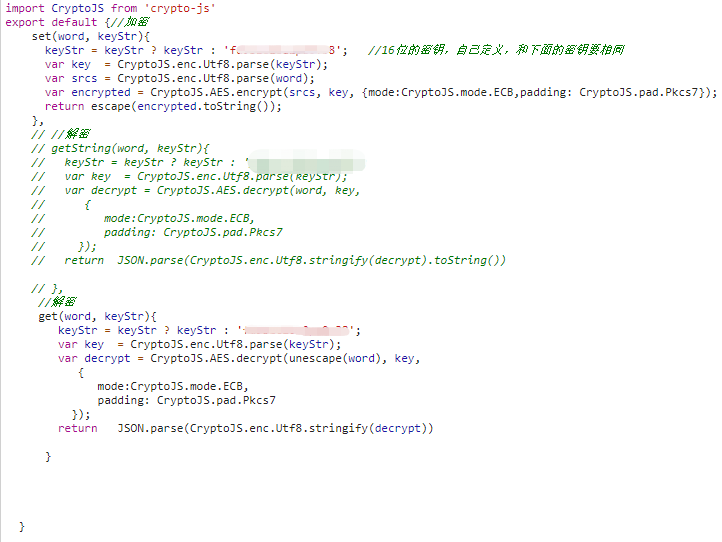 import CryptoJS from 'crypto-js'
export default {//加密
set(word, keyStr){
keyStr = keyStr ? keyStr : 'f 8'; //16位的密钥，自己定义，和下面的密钥要相同
var key = CryptoJS.enc.Utf8.parse(keyStr);
var srcs = CryptoJS.enc.Utf8.parse(word);
var encrypted = CryptoJS.AES.encrypt(srcs, key, {mode:CryptoJS.mode.ECB,padding: CryptoJS.pad.Pkcs7});
return escape(encrypted.toString());
},
// //解密
// getString(word, keyStr){
// keyStr = keyStr ? keyStr : '
// var key = CryptoJS.enc.Utf8.parse(keyStr);
// var decrypt = CryptoJS.AES.decrypt(word, key,
// {
// mode:CryptoJS.mode.ECB,
// padding: CryptoJS.pad.Pkcs7
// });
// return JSON.parse(CryptoJS.enc.Utf8.stringify(decrypt).toString())
// },
//解密
get(word, keyStr){
keyStr = keyStr ? keyStr : ' ';
var key = CryptoJS.enc.Utf8.parse(keyStr);
var decrypt = CryptoJS.AES.decrypt(unescape(word), key,
{
mode:CryptoJS.mode.ECB,
padding: CryptoJS.pad.Pkcs7
});
return JSON.parse(CryptoJS.enc.Utf8.stringify(decrypt))
}
}